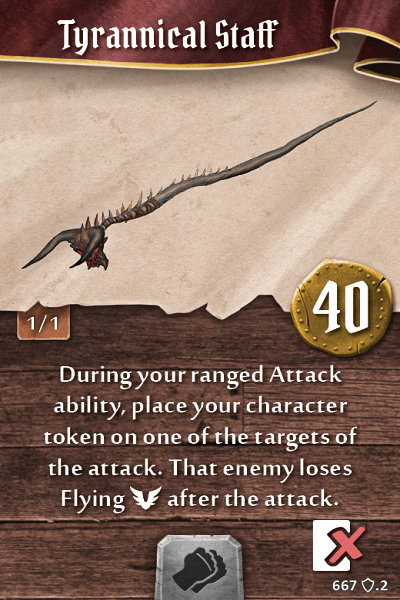 Tyrannical Staff
1/1
40
During your ranged Attack
ability, place your character
token on one of the targets of
the attack. That enemy loses
Flying after the attack.
667 .2